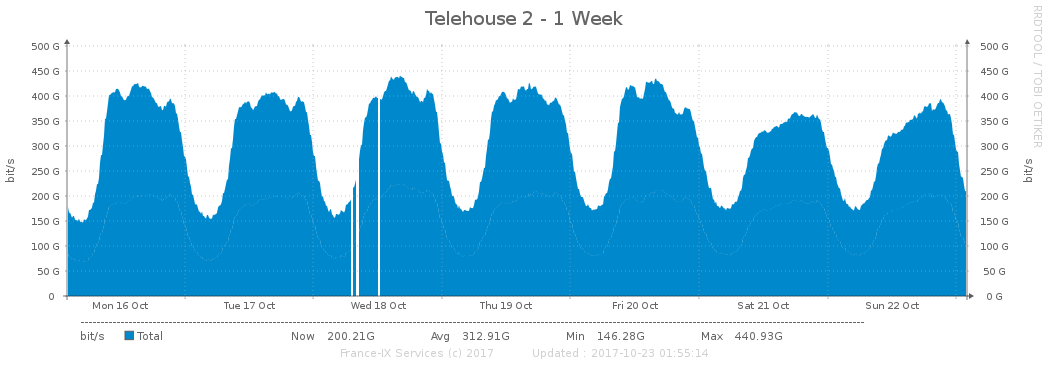 Telehouse 2 - 1 Week
RRDTOOL / TOBI OETIKER
500 G 500 G
450 G 450 G
400 G 400 G
350 G 350 G
300 G 300 G
250 G 250 G
200 G 200 G
150 G 150 G
100 G 100 G
50 G 50 G
0 0 G
bit/s bit/s
Mon 16 Oct Tue 17 Oct Wed 18 Oct Thu 19 Oct Fri 20 Oct Sat 21 Oct Sun 22 Oct
bit/s Total Now 200.21G Avg 312.91G Min 146.28G Max 440.93G
France-IX Services (c) 2017 Updated : 2017-10-23 01:55:14